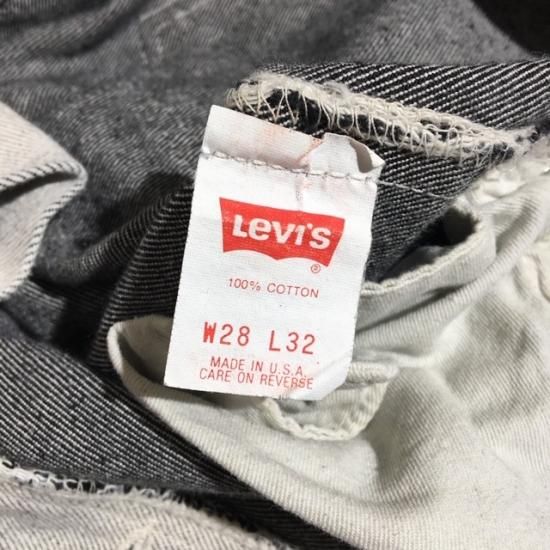 Levi's
®
100% COTTON
W28 L32
MADE IN U.S.A.
CARE ON REVERSE